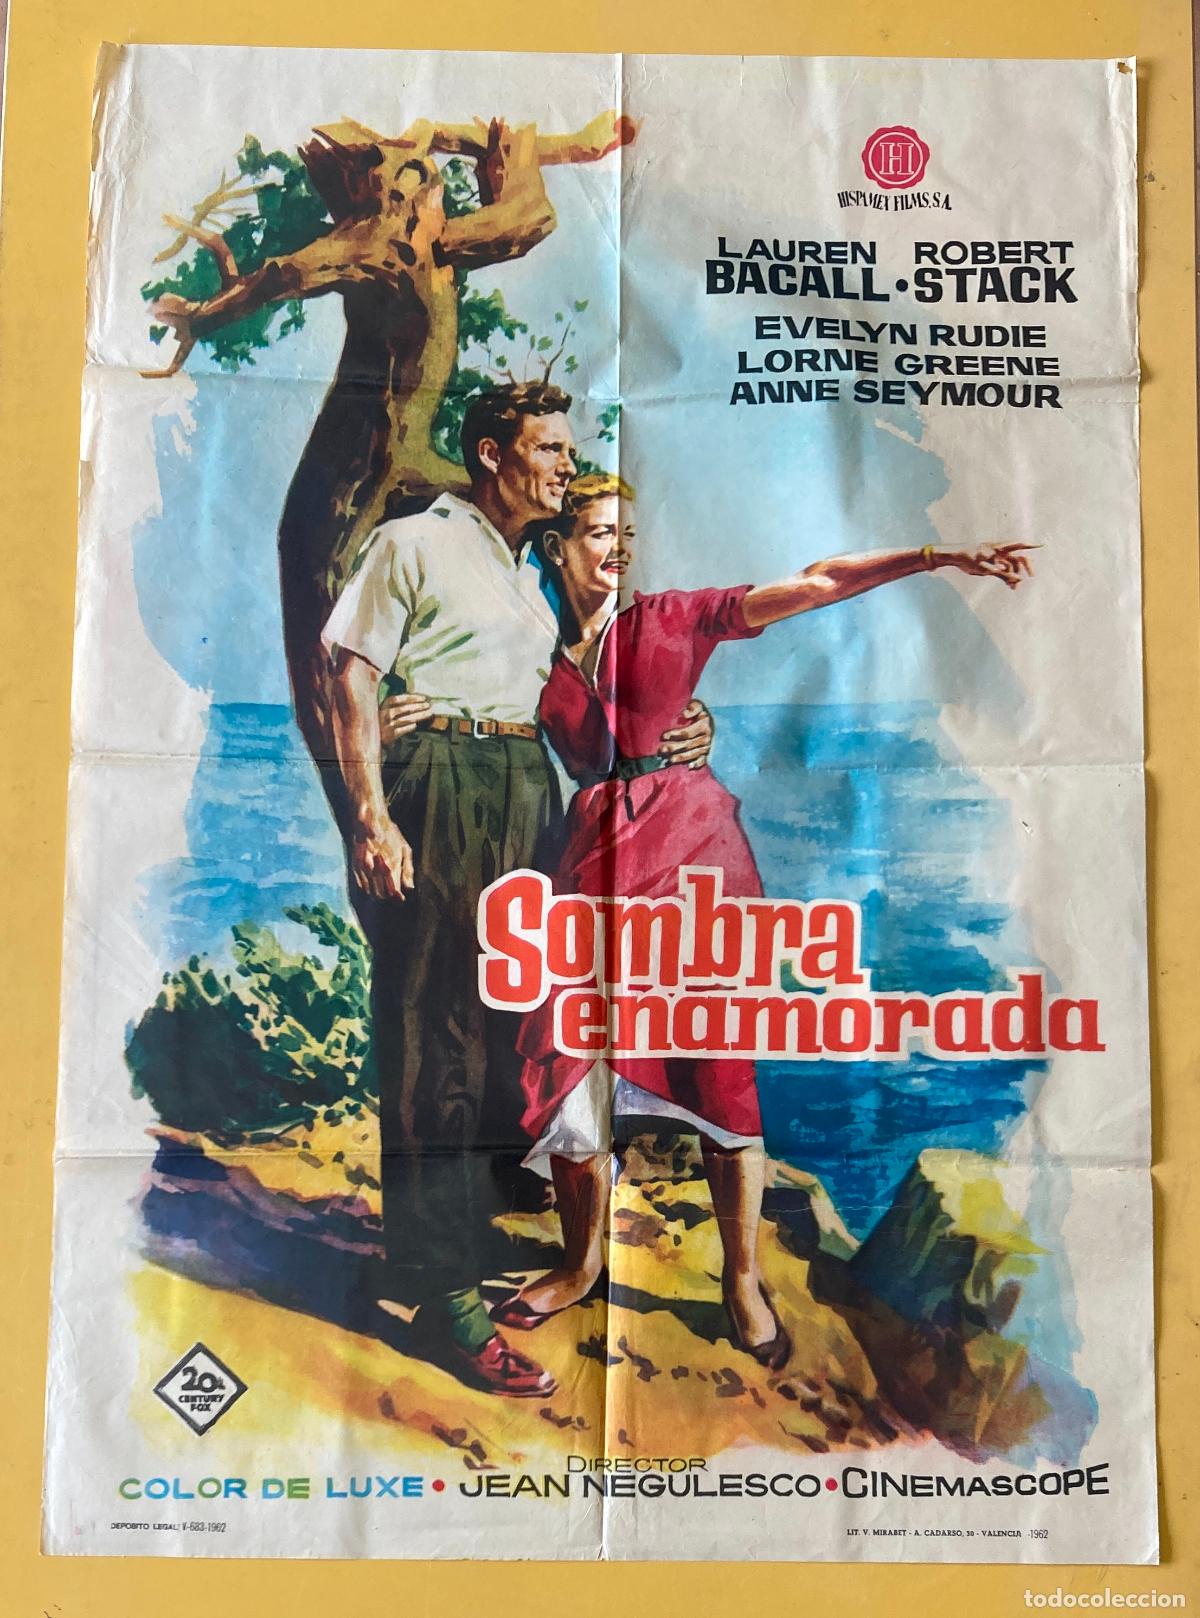 H
HISPAMEX FILMS, S.A.
LAUREN ROBERT
BACALL • STACK
EVELYN RUDIE
LORNE GREENE
ANNE SEYMOUR
Sombra
enamorada
20th
CENTURY
FOX
DIRECTOR
COLOR DE LUXE • JEAN NEGULESCO • CINEMASCOPE
DEPOSITO LEGAL: V-683-1962
LIT. V. MIRABET - A. CADARSO, 30 - VALENCIA -1962
todocoleccion